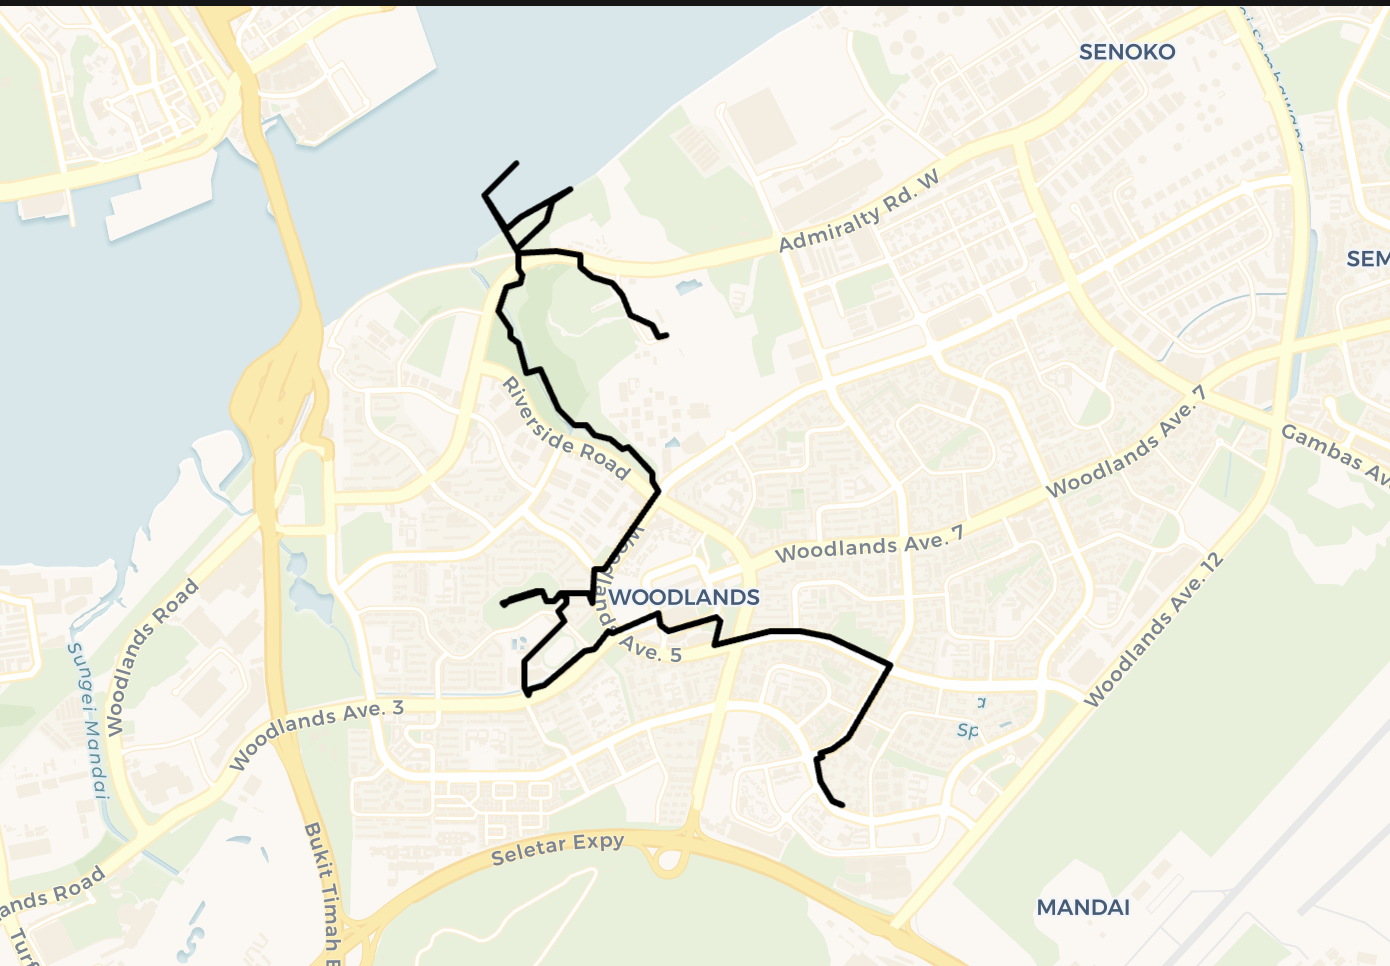 SENOKO
Admiralty Rd. W
SEM
Riverside Road
Woodlands Ave. 7
Gambas Av
Woodlands Ave. 7
WOODLANDS
Woodlands Ave. 5
Woodlands Ave. 12
Woodlands Road
Sungei Mandai
Woodlands Ave. 3
Sp
Bukit Timah E
Seletar Expy
MANDAI
ands Road
Turf